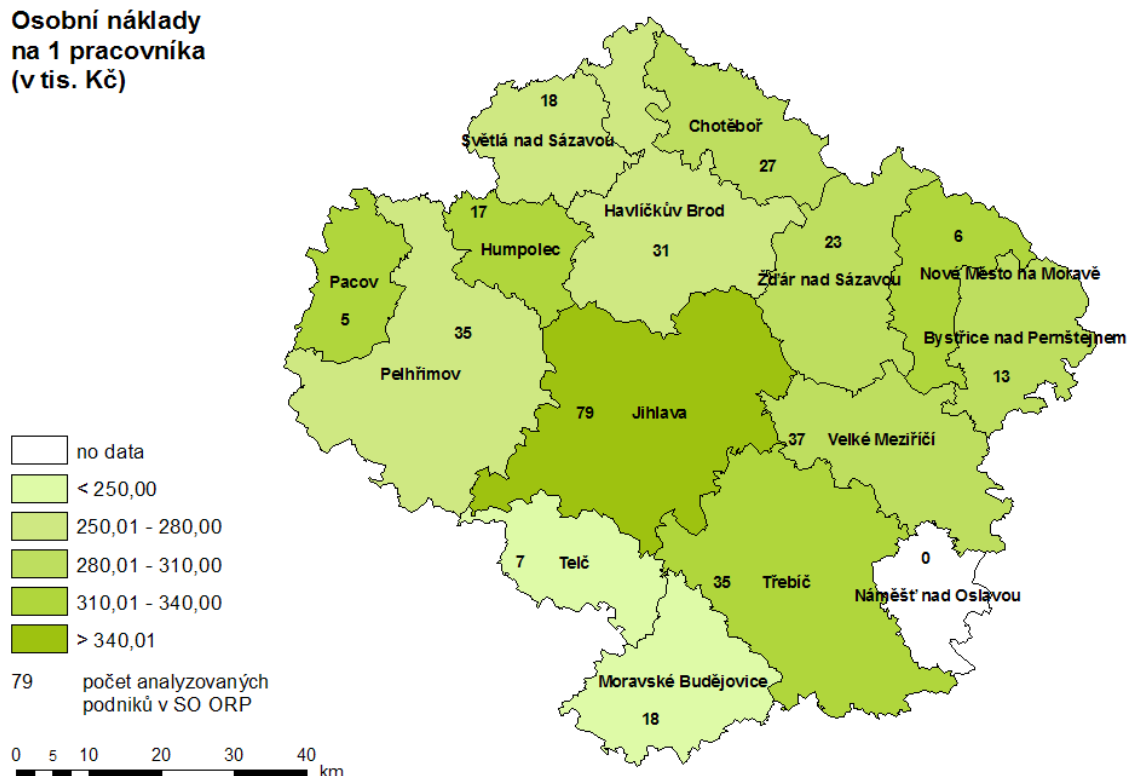 Osobní náklady
na 1 pracovníka
(v tis. Kč)
18
Světlá nad Sázavou
Chotěboř
27
Havlíčkův Brod
31
17
Humpolec
23
Žďár nad Sázavou
6
Nové Město na Moravě
Bystřice nad Pernštejnem
13
Pacov
5
35
Pelhřimov
79
Jihlava
37
Velké Meziříčí
7
Telč
35
Třebíč
0
Náměšť nad Oslavou
Moravské Budějovice
18
no data
< 250,00
250,01 - 280,00
280,01 - 310,00
310,01 - 340,00
> 340,01
79 počet analyzovaných
podniků v SO ORP
0 5 10 20 30 40
km